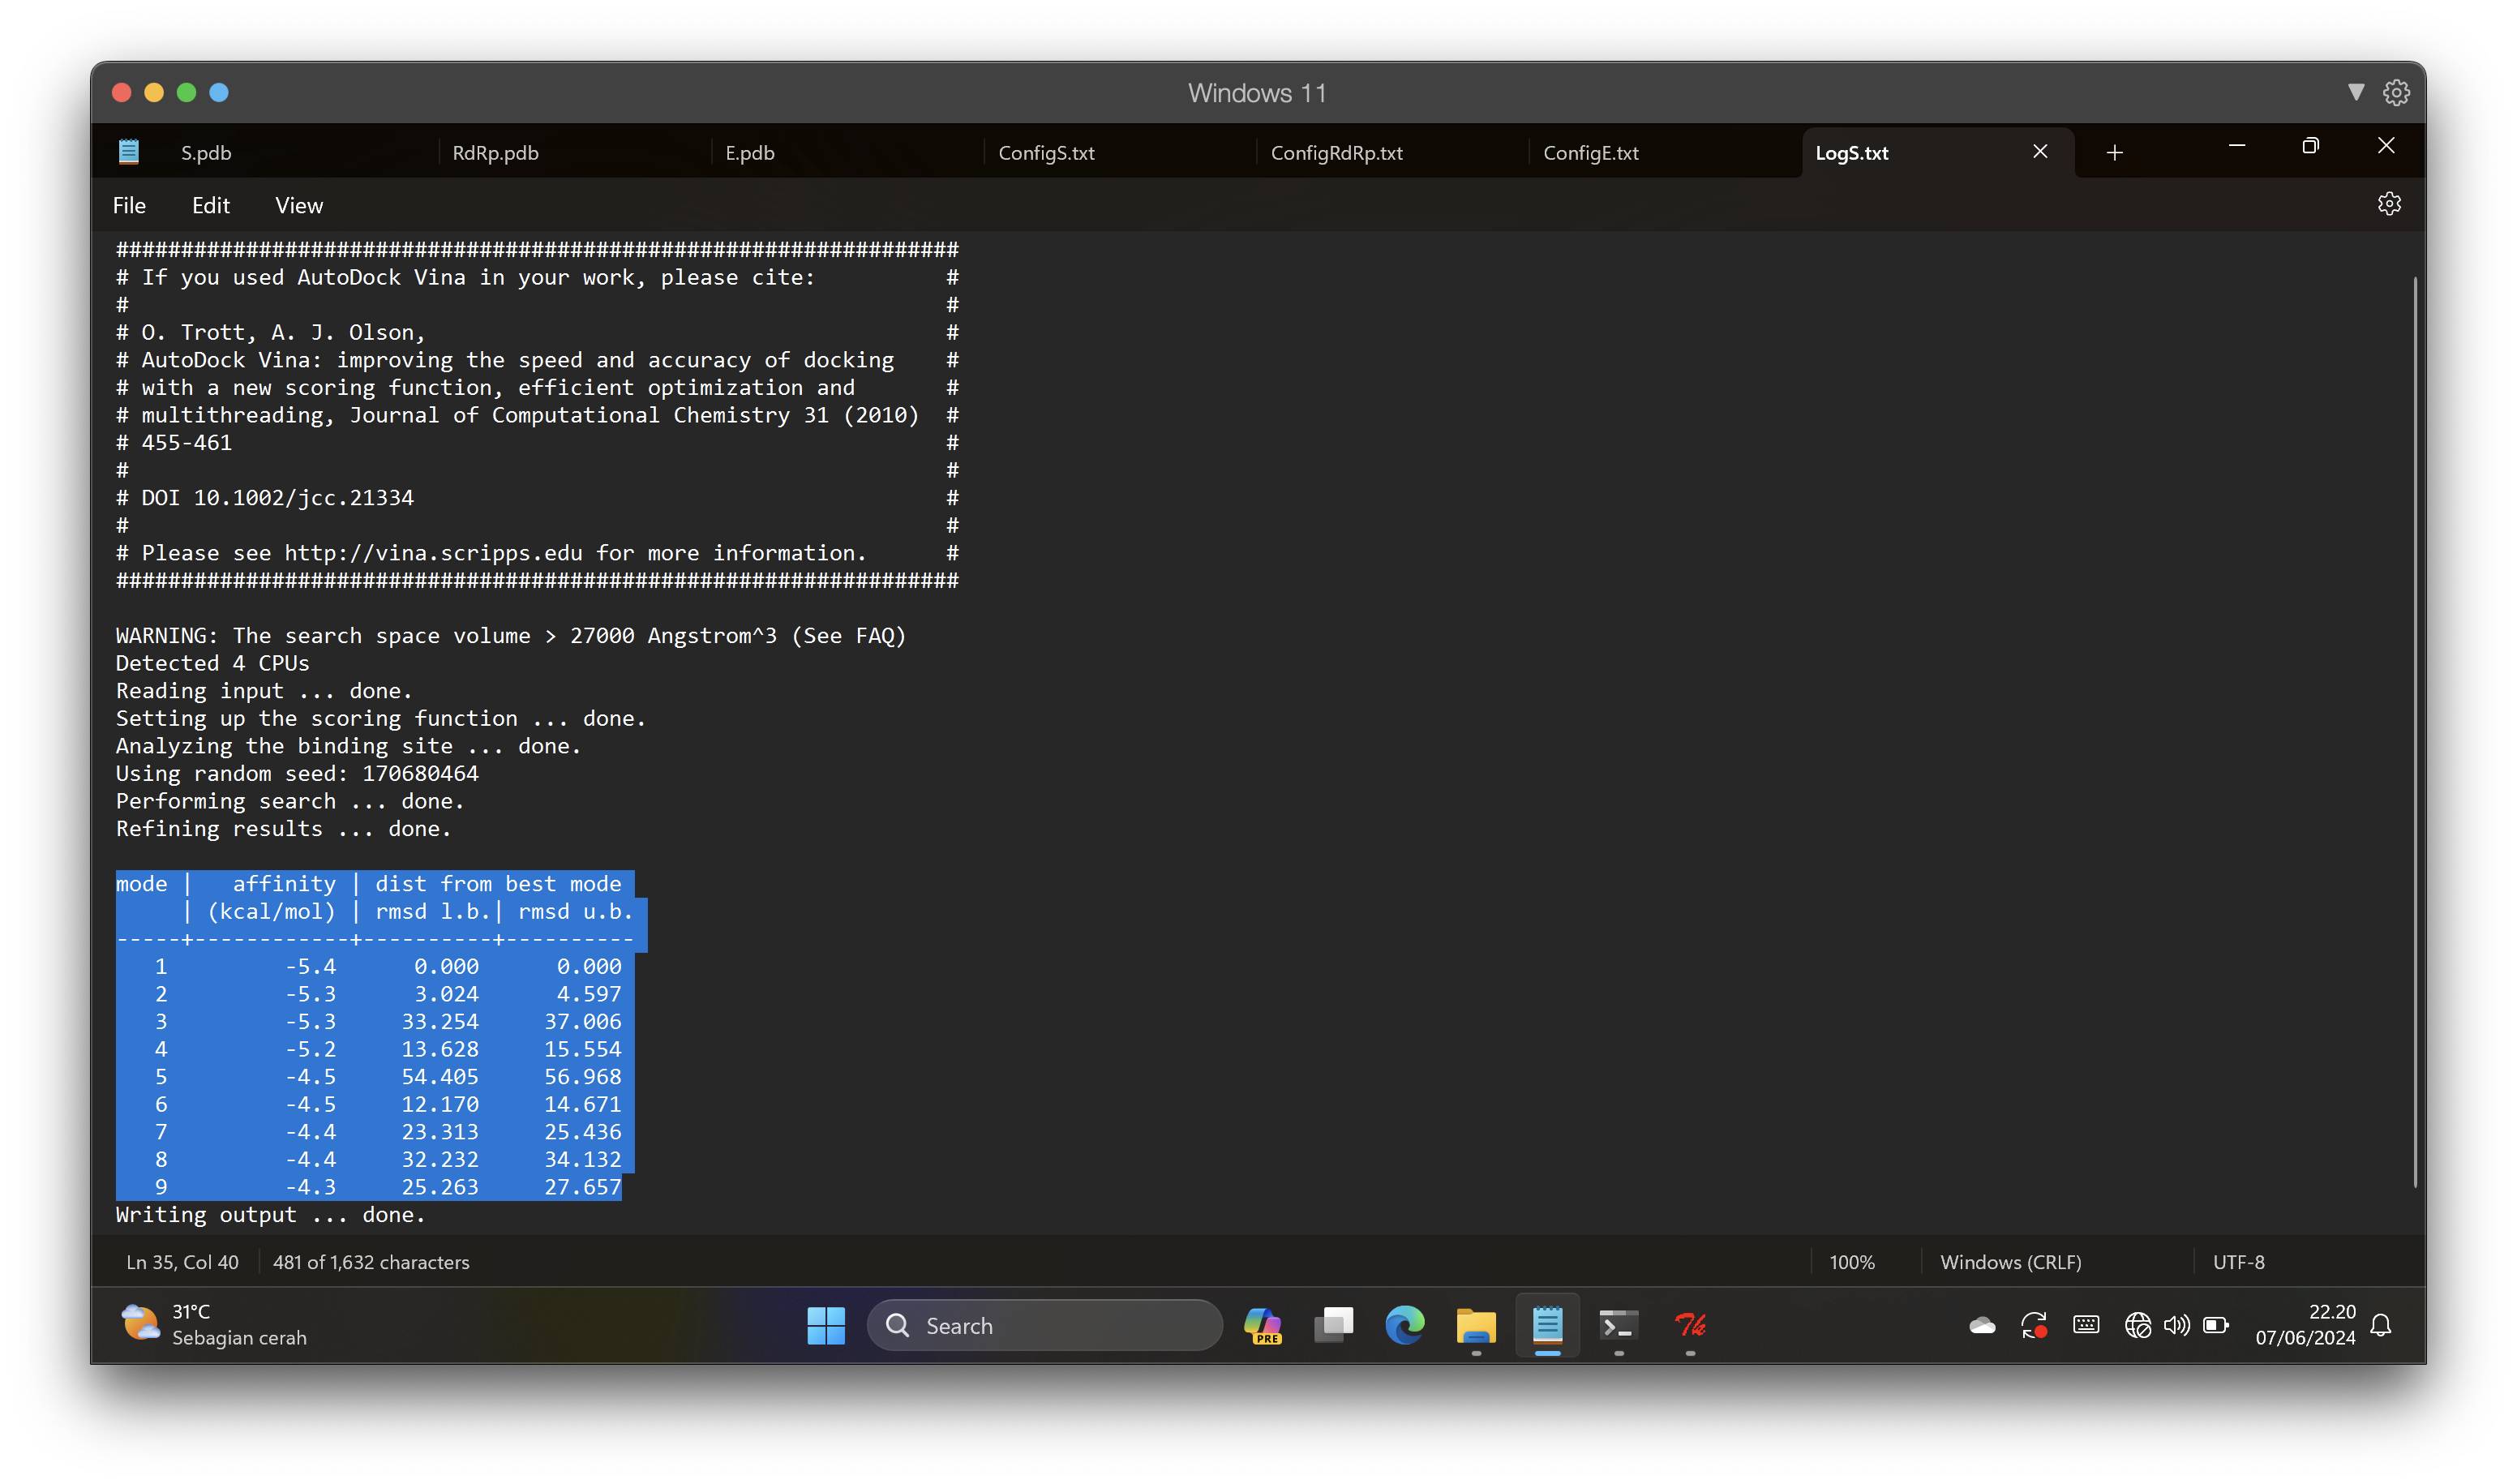 Windows 11
S.pdb RdRp.pdb E.pdb ConfigS.txt ConfigRdRp.txt ConfigE.txt LogS.txt
File Edit View
#################################################################
# If you used AutoDock Vina in your work, please cite:          #
#                                                               #
# O. Trott, A. J. Olson,                                        #
# AutoDock Vina: improving the speed and accuracy of docking    #
# with a new scoring function, efficient optimization and       #
# multithreading, Journal of Computational Chemistry 31 (2010)  #
# 455-461                                                       #
#                                                               #
# DOI 10.1002/jcc.21334                                         #
#                                                               #
# Please see http://vina.scripps.edu for more information.      #
#################################################################
WARNING: The search space volume > 27000 Angstrom^3 (See FAQ)
Detected 4 CPUs
Reading input ... done.
Setting up the scoring function ... done.
Analyzing the binding site ... done.
Using random seed: 170680464
Performing search ... done.
Refining results ... done.
mode |   affinity | dist from best mode
     | (kcal/mol) | rmsd l.b.| rmsd u.b.
-----+------------+----------+----------
   1         -5.4      0.000      0.000
   2         -5.3      3.024      4.597
   3         -5.3     33.254     37.006
   4         -5.2     13.628     15.554
   5         -4.5     54.405     56.968
   6         -4.5     12.170     14.671
   7         -4.4     23.313     25.436
   8         -4.4     32.232     34.132
   9         -4.3     25.263     27.657
Writing output ... done.
Ln 35, Col 40 481 of 1,632 characters 100% Windows (CRLF) UTF-8
31°C
Sebagian cerah
Search
PRE
22.20
07/06/2024